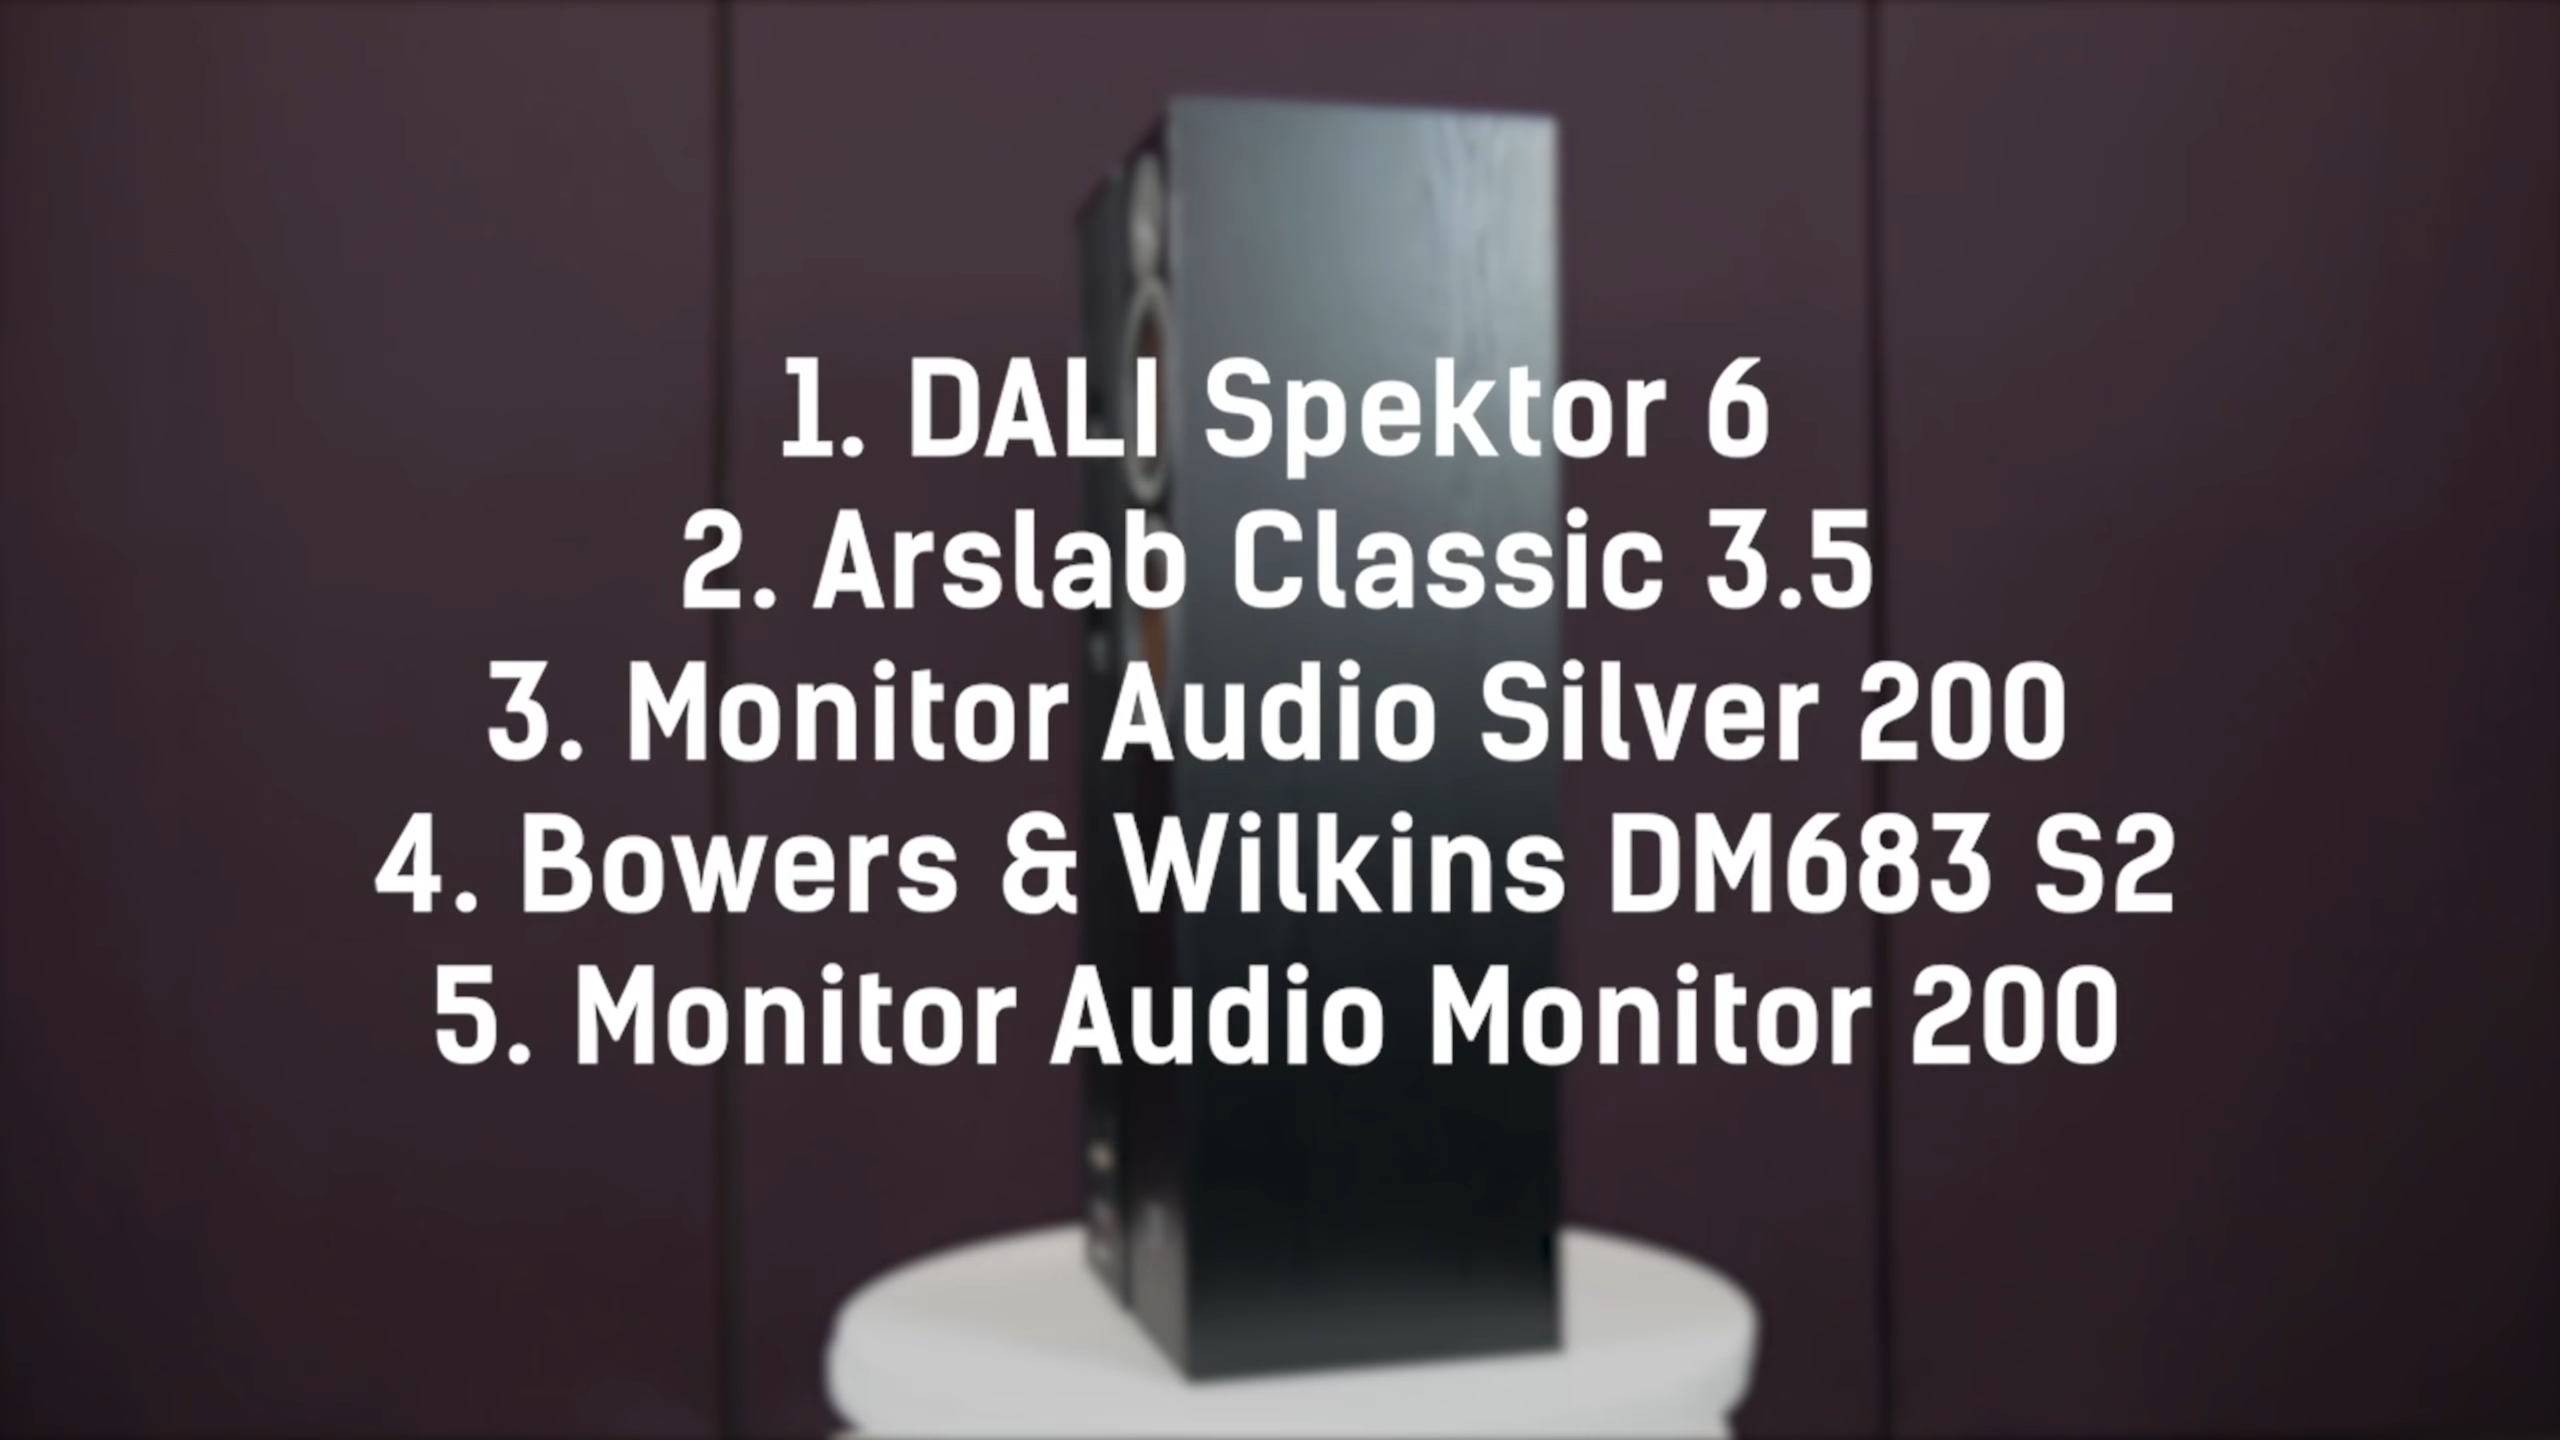 1. DALI Spektor 6
2. Arslab Classic 3.5
3. Monitor Audio Silver 200
4. Bowers & Wilkins DM683 S2
5. Monitor Audio Monitor 200